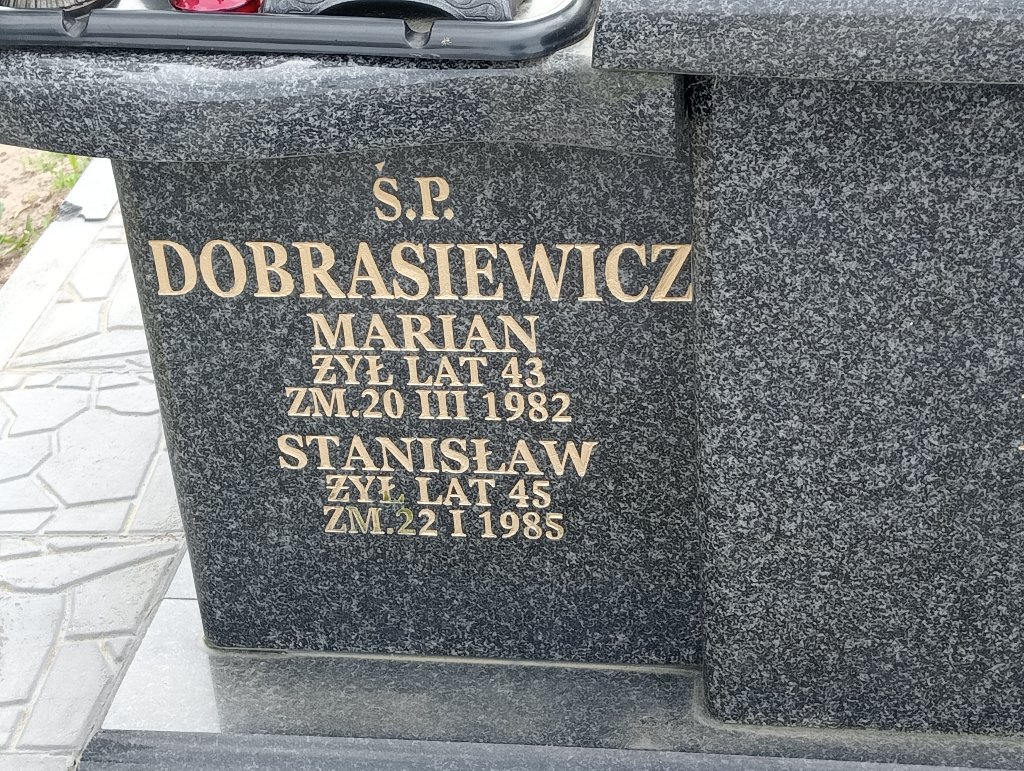 Ś.P.
DOBRASIEWICZ
MARIAN
ŻYŁ LAT 43
ZM.20 III 1982
STANISŁAW
ŻYŁ LAT 45
ZM.22 I 1985